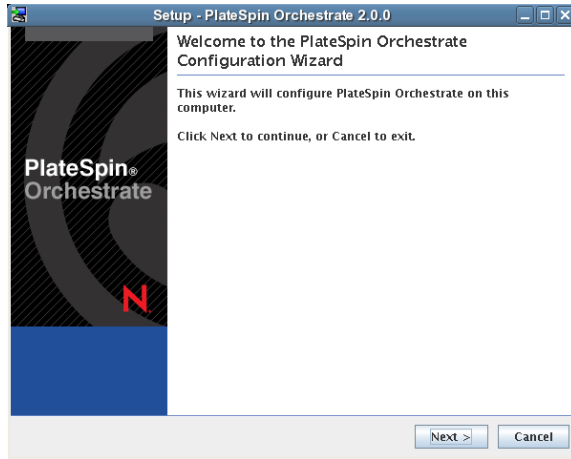 Setup - PlateSpin Orchestrate 2.0.0
Welcome to the PlateSpin Orchestrate
Configuration Wizard
This wizard will configure PlateSpin Orchestrate on this
computer.
Click Next to continue, or Cancel to exit.
PlateSpin®
Orchestrate
N
Next >
Cancel